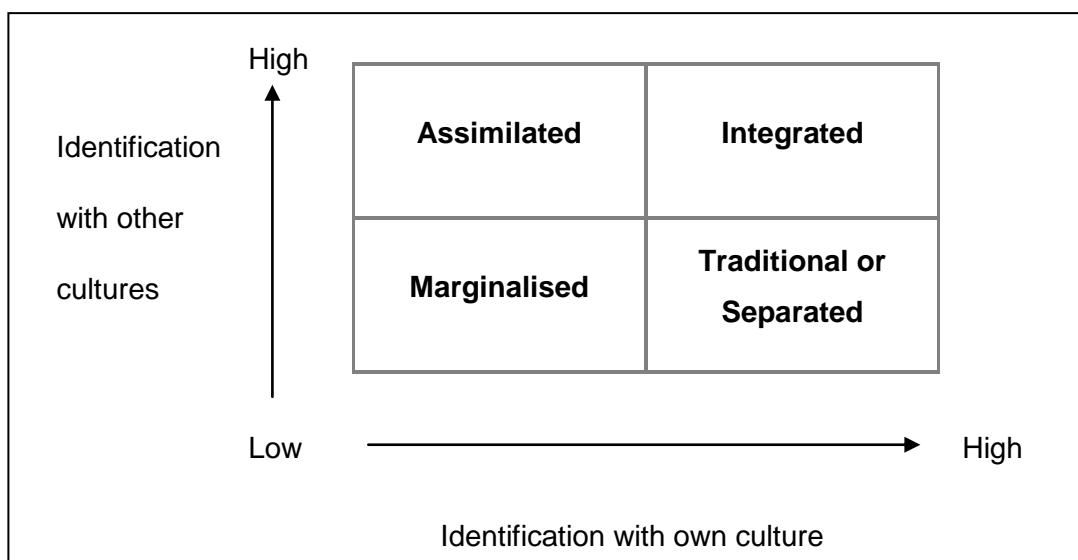 High
Identification
with other
cultures
Assimilated
Integrated
Marginalised
Traditional or
Separated
Low
High
Identification with own culture